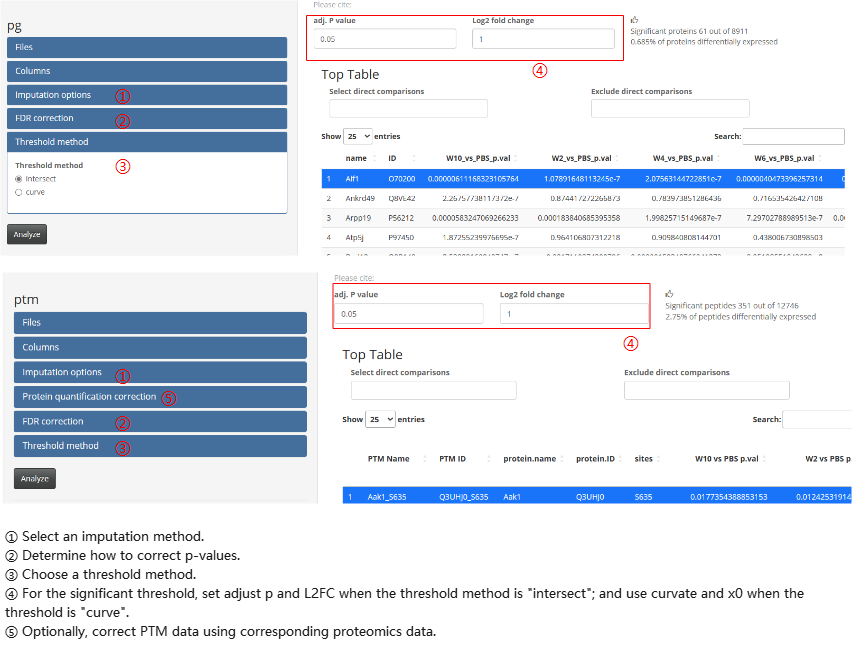 Please cite:
pg
Files
Columns
Imputation options ①
FDR correction ②
Threshold method
Threshold method ③
intersect
curve
Analyze
adj. P value Log2 fold change
0.05 1
④
Significant proteins 61 out of 8911
0.685% of proteins differentially expressed
Top Table
Select direct comparisons Exclude direct comparisons
Show 25 entries Search:
name ID W10_vs_PBS_p.val W2_vs_PBS_p.val W4_vs_PBS_p.val W6_vs_PBS_p.val
1 Aif1 O70200 0.00000611168323105764 1.07891648113245e-7 2.07563144722851e-7 0.0000040473396257314
2 Ankrd49 Q8VE42 2.26757738117372e-7 0.874417272266873 0.783973851286436 0.716535426427108
3 Arpp19 P56212 0.0000583247069266233 0.000183840685395358 1.99825715149687e-7 7.29702788989513e-7
4 Atp5j P97450 1.87255239976695e-7 0.964106807312218 0.909840808144701 0.438006730898503
Please cite:
ptm
Files
Columns
Imputation options ①
Protein quantification correction ⑤
FDR correction ②
Threshold method ③
Analyze
adj. P value Log2 fold change
0.05 1
④
Significant peptides 351 out of 12746
2.75% of peptides differentially expressed
Top Table
Select direct comparisons Exclude direct comparisons
Show 25 entries Search:
PTM Name PTM ID protein.name protein.ID sites W10 vs PBS p.val W2 vs PBS p
1 Aak1_S635 Q3UHJ0_S635 Aak1 Q3UHJ0 S635 0.0177354388853153 0.01242531914
① Select an imputation method.
② Determine how to correct p-values.
③ Choose a threshold method.
④ For the significant threshold, set adjust p and L2FC when the threshold method is "intersect"; and use curvate and x0 when the
threshold is "curve".
⑤ Optionally, correct PTM data using corresponding proteomics data.